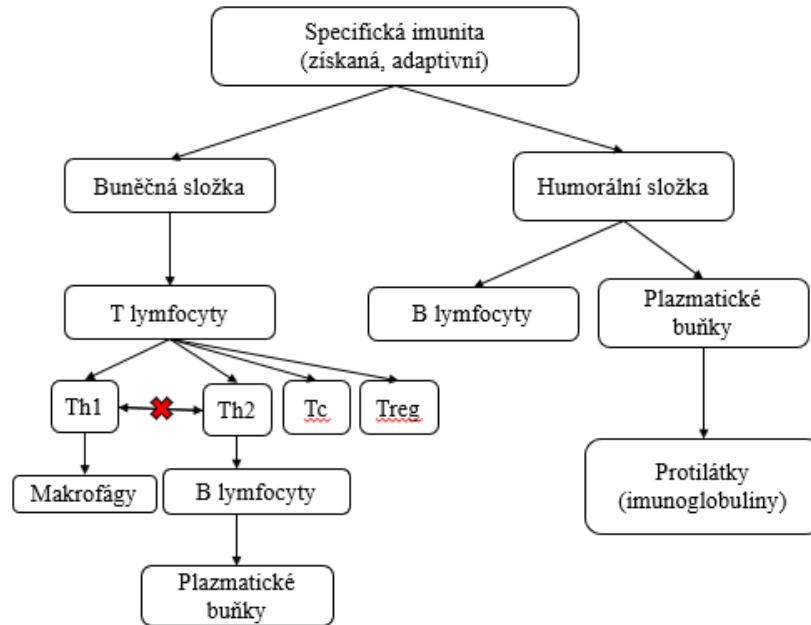 Specifická imunita
(získaná, adaptivní)
Buněčná složka
Humorální složka
T lymfocyty
B lymfocyty
Plazmatické
buňky
Th1
Th2
Tc
Treg
Makrofágy
B lymfocyty
Protilátky
(imunoglobuliny)
Plazmatické
buňky